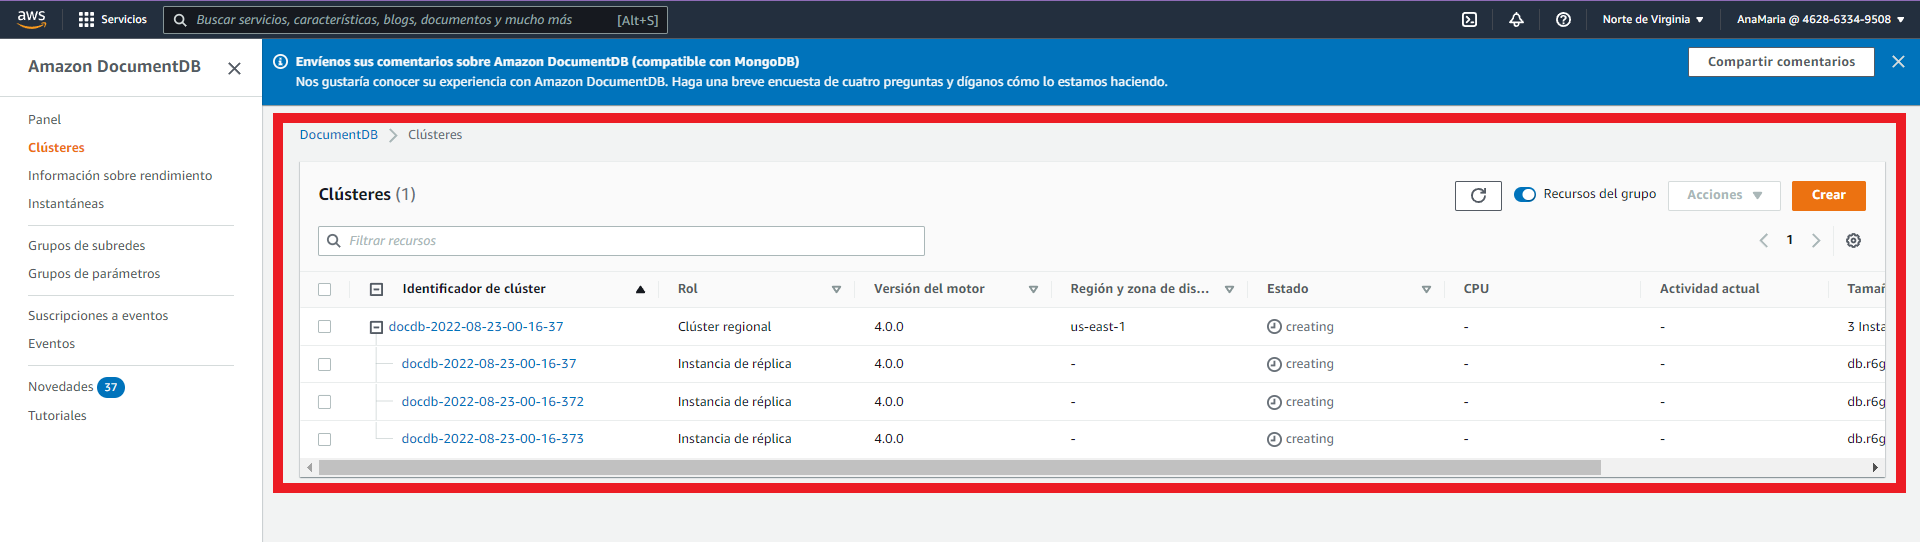 aws Servicios Buscar servicios, características, blogs, documentos y mucho más [Alt+S] Norte de Virginia AnaMaria @ 4628-6334-9508
Amazon DocumentDB
Panel
Clústeres
Información sobre rendimiento
Instantáneas
Grupos de subredes
Grupos de parámetros
Suscripciones a eventos
Eventos
Novedades 37
Tutoriales
Envíenos sus comentarios sobre Amazon DocumentDB (compatible con MongoDB)
Nos gustaría conocer su experiencia con Amazon DocumentDB. Haga una breve encuesta de cuatro preguntas y díganos cómo lo estamos haciendo.
Compartir comentarios
DocumentDB Clústeres
Clústeres (1) Recursos del grupo Acciones Crear
Filtrar recursos 1
Identificador de clúster Rol Versión del motor Región y zona de dis... Estado CPU Actividad actual Tamañ
docdb-2022-08-23-00-16-37 Clúster regional 4.0.0 us-east-1 creating - - 3 Insta
docdb-2022-08-23-00-16-37 Instancia de réplica 4.0.0 - creating - - db.r6g
docdb-2022-08-23-00-16-372 Instancia de réplica 4.0.0 - creating - - db.r6g
docdb-2022-08-23-00-16-373 Instancia de réplica 4.0.0 - creating - - db.r6g